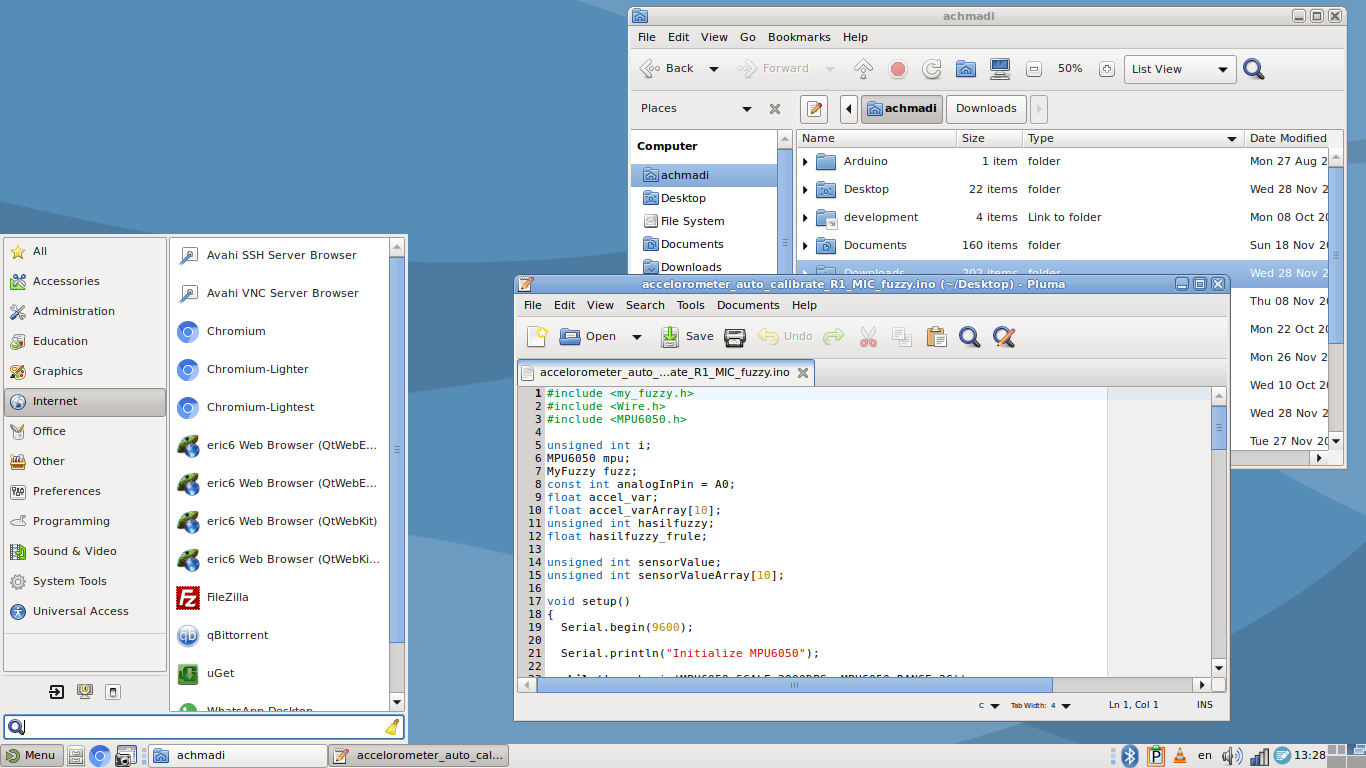 achmadi
File Edit View Go Bookmarks Help
Back Forward 50% List View
Places achmadi Downloads
Name Size Type Date Modified
Computer
achmadi
Desktop
File System
Documents
Downloads
Arduino 1 item folder Mon 27 Aug 2
Desktop 22 items folder Wed 28 Nov 2
development 4 items Link to folder Mon 08 Oct 20
Documents 160 items folder Sun 18 Nov 20
Downloads 202 items folder Wed 28 Nov 2
Thu 08 Nov 20
Mon 22 Oct 20
Mon 26 Nov 20
Wed 10 Oct 20
Wed 28 Nov 2
Tue 27 Nov 20
All
Accessories
Administration
Education
Graphics
Internet
Office
Other
Preferences
Programming
Sound & Video
System Tools
Universal Access
Avahi SSH Server Browser
Avahi VNC Server Browser
Chromium
Chromium-Lighter
Chromium-Lightest
eric6 Web Browser (QtWebE...
eric6 Web Browser (QtWebE...
eric6 Web Browser (QtWebKit)
eric6 Web Browser (QtWebKi...
FileZilla
qBittorrent
uGet
WhatsApp Desktop
accelorometer_auto_calibrate_R1_MIC_fuzzy.ino (~/Desktop) - Pluma
File Edit View Search Tools Documents Help
Open Save Undo
accelorometer_auto_...ate_R1_MIC_fuzzy.ino
1 #include <my_fuzzy.h>
2 #include <Wire.h>
3 #include <MPU6050.h>
4
5 unsigned int i;
6 MPU6050 mpu;
7 MyFuzzy fuzz;
8 const int analogInPin = A0;
9 float accel_var;
10 float accel_varArray[10];
11 unsigned int hasilfuzzy;
12 float hasilfuzzy_frule;
13
14 unsigned int sensorValue;
15 unsigned int sensorValueArray[10];
16
17 void setup()
18 {
19 Serial.begin(9600);
20
21 Serial.println("Initialize MPU6050");
22
C Tab Width: 4 Ln 1, Col 1 INS
Menu achmadi accelorometer_auto_cal... en 13:28